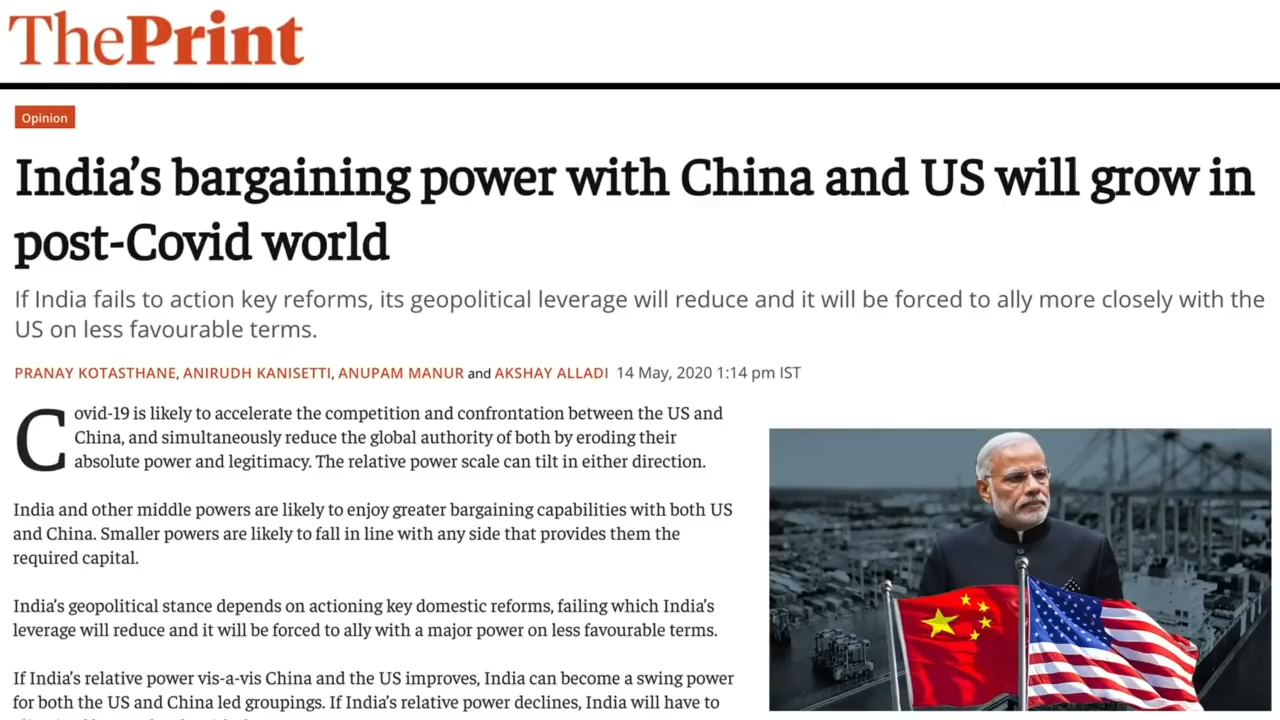 ThePrint
Opinion
India's bargaining power with China and US will grow in
post-Covid world
If India fails to action key reforms, its geopolitical leverage will reduce and it will be forced to ally more closely with the
US on less favourable terms.
PRANAY KOTASTHANE, ANIRUDH KANISETTI, ANUPAM MANUR and AKSHAY ALLADI 14 May, 2020 1:14 pm IST
Covid-19 is likely to accelerate the competition and confrontation between the US and
China, and simultaneously reduce the global authority of both by eroding their
absolute power and legitimacy. The relative power scale can tilt in either direction.
India and other middle powers are likely to enjoy greater bargaining capabilities with both US
and China. Smaller powers are likely to fall in line with any side that provides them the
required capital.
India's geopolitical stance depends on actioning key domestic reforms, failing which India's
leverage will reduce and it will be forced to ally with a major power on less favourable terms.
If India's relative power vis-a-vis China and the US improves, India can become a swing power
for both the US and China led groupings. If India's relative power declines, India will have to